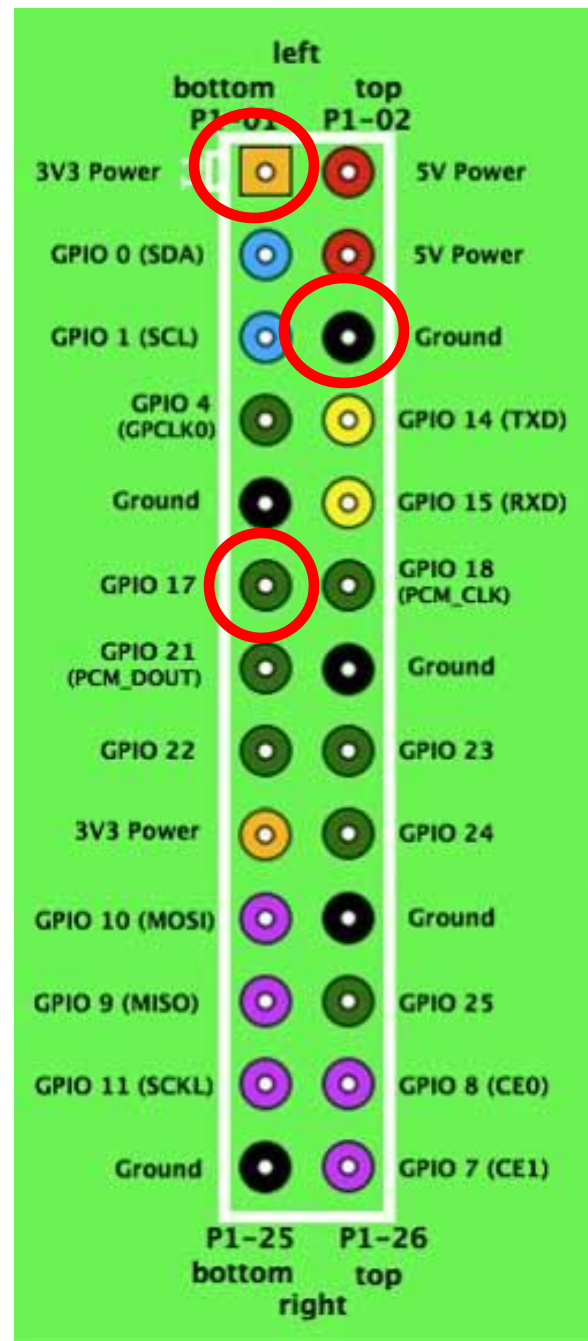 left
bottom top
P1-01 P1-02
3V3 Power 5V Power
GPIO 0 (SDA) 5V Power
GPIO 1 (SCL) Ground
GPIO 4
(GPCLK0) GPIO 14 (TXD)
Ground GPIO 15 (RXD)
GPIO 17 GPIO 18
(PCM_CLK)
GPIO 21
(PCM_DOUT) Ground
GPIO 22 GPIO 23
3V3 Power GPIO 24
GPIO 10 (MOSI) Ground
GPIO 9 (MISO) GPIO 25
GPIO 11 (SCKL) GPIO 8 (CE0)
Ground GPIO 7 (CE1)
P1-25 P1-26
bottom top
right